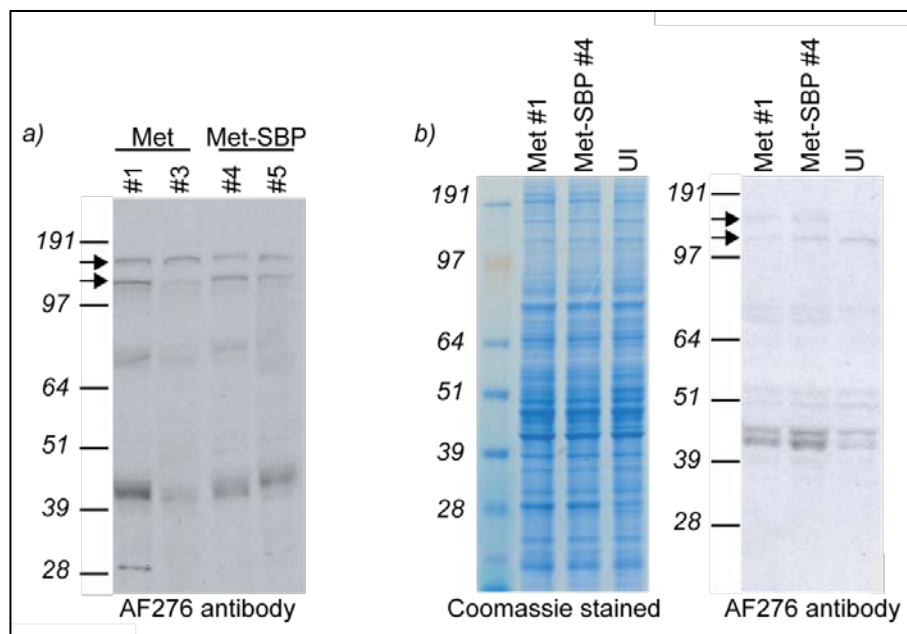 a)
Met Met-SBP
#1 #3 #4 #5
191
97
64
51
39
28
AF276 antibody
b)
Met #1 Met-SBP #4 UI
191
97
64
51
39
28
Coomassie stained
Met #1 Met-SBP #4 UI
191
97
64
51
39
28
AF276 antibody